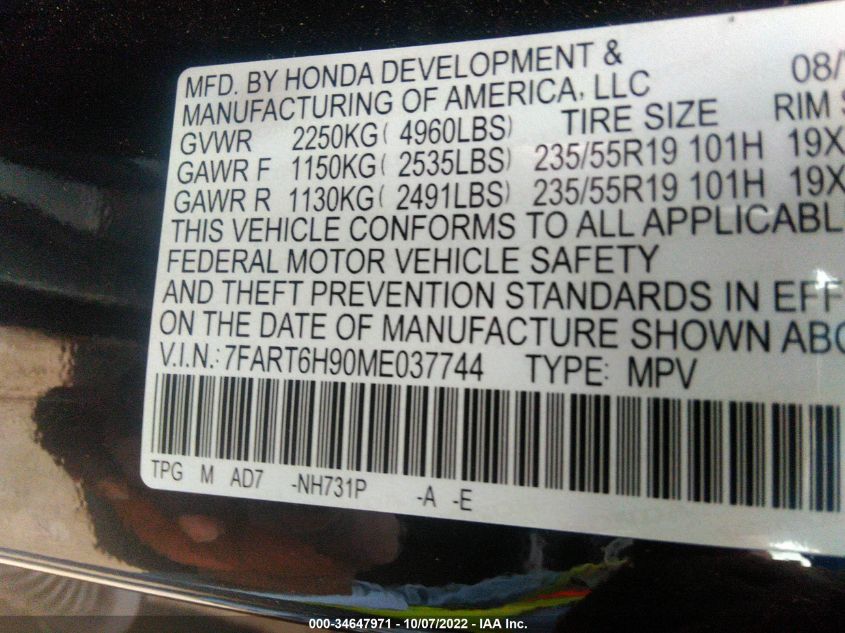 MFD. BY HONDA DEVELOPMENT &
MANUFACTURING OF AMERICA, LLC 08/
GVWR 2250KG( 4960LBS) TIRE SIZE RIM S
GAWR F 1150KG( 2535LBS) 235/55R19 101H 19X
GAWR R 1130KG( 2491LBS) 235/55R19 101H 19X
THIS VEHICLE CONFORMS TO ALL APPLICABL
FEDERAL MOTOR VEHICLE SAFETY
AND THEFT PREVENTION STANDARDS IN EFF
ON THE DATE OF MANUFACTURE SHOWN ABO
V.I.N.: 7FART6H90ME037744 TYPE: MPV
TPG M AD7 -NH731P -A -E
000-34647971 | 10/07/2022 - IAA Inc.